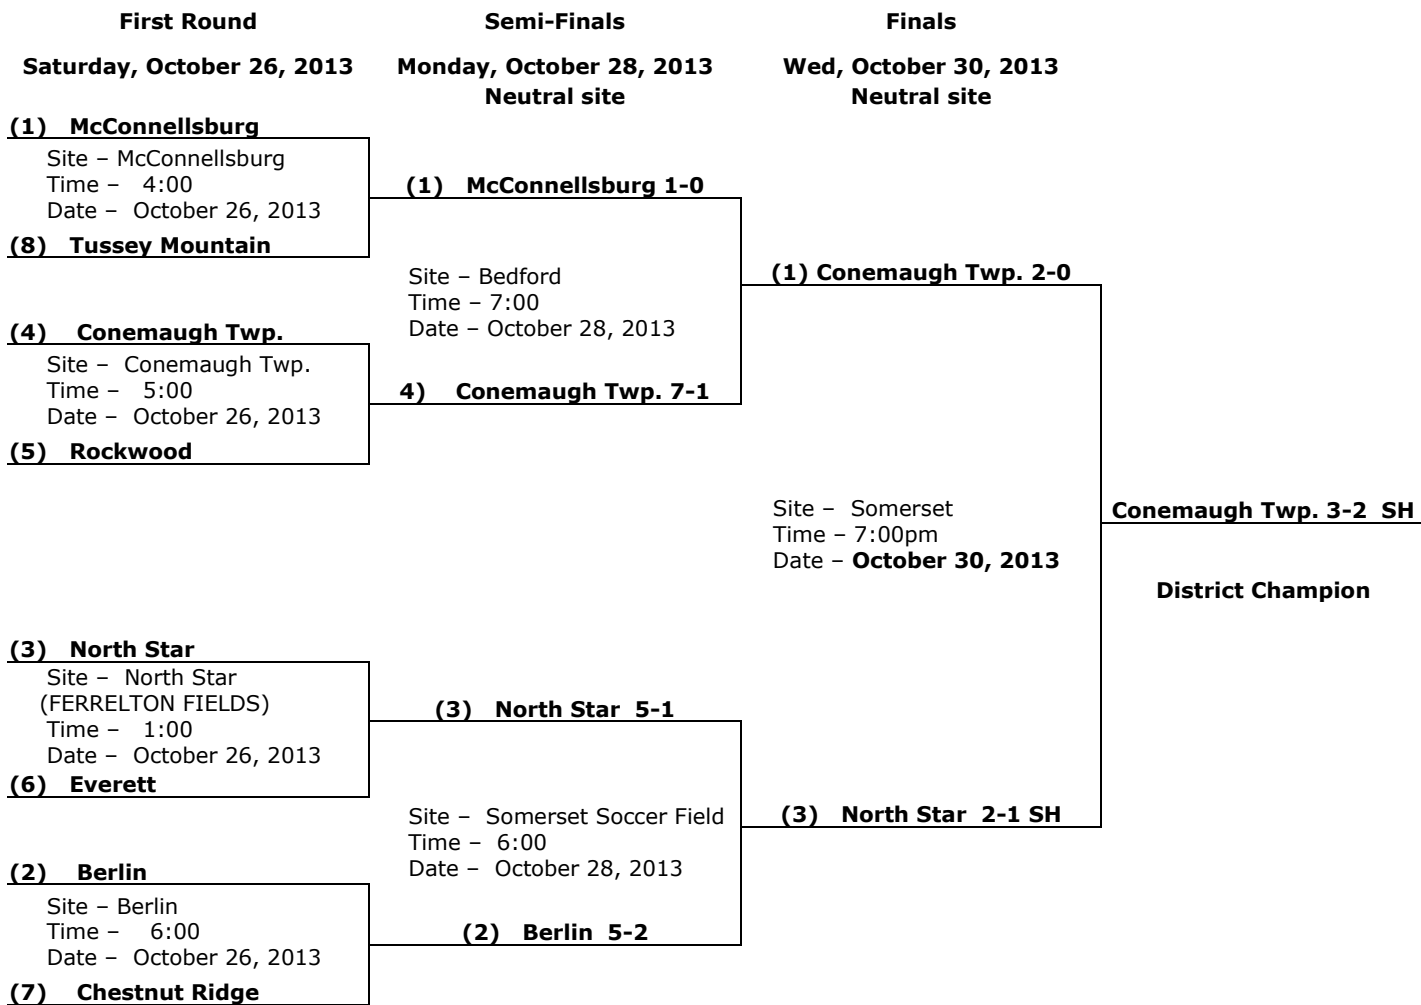 First Round
Saturday, October 26, 2013
(1) McConnellsburg
Site – McConnellsburg
Time – 4:00
Date – October 26, 2013
(8) Tussey Mountain
(4) Conemaugh Twp.
Site – Conemaugh Twp.
Time – 5:00
Date – October 26, 2013
(5) Rockwood
(3) North Star
Site – North Star
(FERRELTON FIELDS)
Time – 1:00
Date – October 26, 2013
(6) Everett
(2) Berlin
Site – Berlin
Time – 6:00
Date – October 26, 2013
(7) Chestnut Ridge
Semi-Finals
Monday, October 28, 2013
Neutral site
(1) McConnellsburg 1-0
Site – Bedford
Time – 7:00
Date – October 28, 2013
4) Conemaugh Twp. 7-1
(3) North Star 5-1
Site – Somerset Soccer Field
Time – 6:00
Date – October 28, 2013
(2) Berlin 5-2
Finals
Wed, October 30, 2013
Neutral site
(1) Conemaugh Twp. 2-0
Site – Somerset
Time – 7:00pm
Date – October 30, 2013
(3) North Star 2-1 SH
Conemaugh Twp. 3-2 SH
District Champion